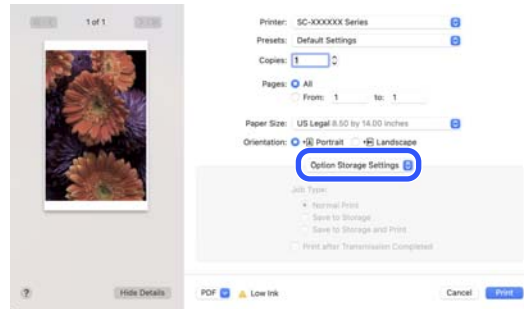 1 of 1
Printer: SC-XXXXXX Series
Presets: Default Settings
Copies: 1
Pages: All
From: 1 to: 1
Paper Size: US Legal 8.50 by 14.00 inches
Orientation: Portrait Landscape
Option Storage Settings
Job Type:
Normal Print
Save to Storage
Save to Storage and Print
Print after Transmission Completed
? Hide Details PDF Low Ink Cancel Print